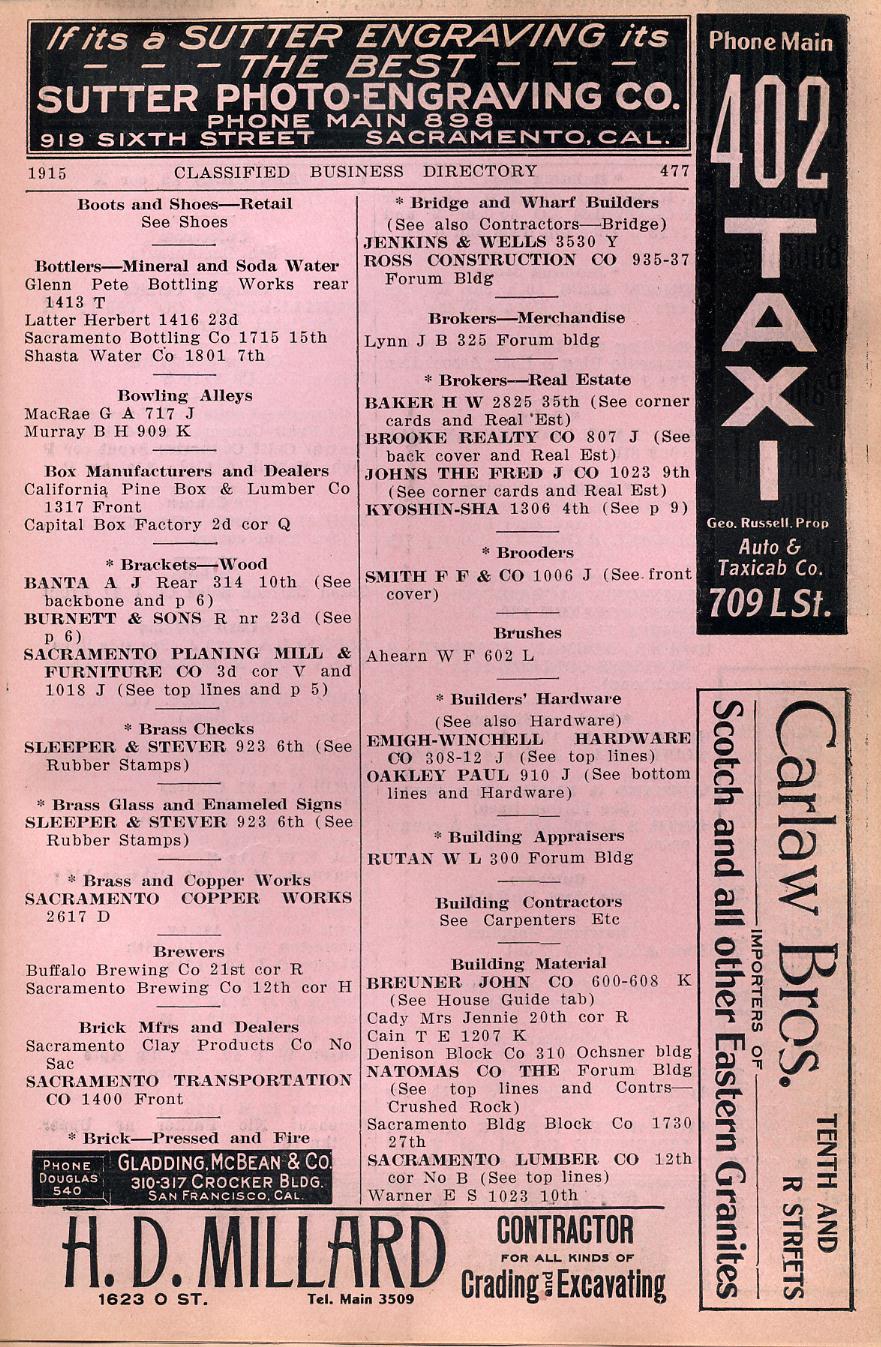 If its a SUTTER ENGRAVING its
- - - THE BEST - - -
SUTTER PHOTO-ENGRAVING CO.
PHONE MAIN 898
919 SIXTH STREET SACRAMENTO, CAL.
1915 CLASSIFIED BUSINESS DIRECTORY 477
Boots and Shoes—Retail
See Shoes
Bottlers—Mineral and Soda Water
Glenn Pete Bottling Works rear
1413 T
Latter Herbert 1416 23d
Sacramento Bottling Co 1715 15th
Shasta Water Co 1801 7th
Bowling Alleys
MacRae G A 717 J
Murray B H 909 K
Box Manufacturers and Dealers
California Pine Box & Lumber Co
1317 Front
Capital Box Factory 2d cor Q
* Brackets—Wood
BANTA A J Rear 314 10th (See
backbone and p 6)
BURNETT & SONS R nr 23d (See
p 6)
SACRAMENTO PLANING MILL &
FURNITURE CO 3d cor V and
1018 J (See top lines and p 5)
* Brass Checks
SLEEPER & STEVER 923 6th (See
Rubber Stamps)
* Brass Glass and Enameled Signs
SLEEPER & STEVER 923 6th (See
Rubber Stamps)
* Brass and Copper Works
SACRAMENTO COPPER WORKS
2617 D
Brewers
Buffalo Brewing Co 21st cor R
Sacramento Brewing Co 12th cor H
Brick Mfrs and Dealers
Sacramento Clay Products Co No
Sac
SACRAMENTO TRANSPORTATION
CO 1400 Front
* Brick—Pressed and Fire
PHONE
DOUGLAS
540
GLADDING, McBEAN & CO.
310-317 CROCKER BLDG.
SAN FRANCISCO, CAL.
* Bridge and Wharf Builders
(See also Contractors—Bridge)
JENKINS & WELLS 3530 Y
ROSS CONSTRUCTION CO 935-37
Forum Bldg
Brokers—Merchandise
Lynn J B 325 Forum bldg
* Brokers—Real Estate
BAKER H W 2825 35th (See corner
cards and Real Est)
BROOKE REALTY CO 807 J (See
back cover and Real Est)
JOHNS THE FRED J CO 1023 9th
(See corner cards and Real Est)
KYOSHIN-SHA 1306 4th (See p 9)
* Brooders
SMITH F F & CO 1006 J (See front
cover)
Brushes
Ahearn W F 602 L
* Builders' Hardware
(See also Hardware)
EMIGH-WINCHELL HARDWARE
CO 308-12 J (See top lines)
OAKLEY PAUL 910 J (See bottom
lines and Hardware)
* Building Appraisers
RUTAN W L 300 Forum Bldg
Building Contractors
See Carpenters Etc
Building Material
BREUNER JOHN CO 600-608 K
(See House Guide tab)
Cady Mrs Jennie 20th cor R
Cain T E 1207 K
Denison Block Co 310 Ochsner bldg
NATOMAS CO THE Forum Bldg
(See top lines and Contrs—
Crushed Rock)
Sacramento Bldg Block Co 1730
27th
SACRAMENTO LUMBER CO 12th
cor No B (See top lines)
Warner E S 1023 10th
Phone Main
402
TAXI
Geo. Russell, Prop
Auto &
Taxicab Co.
709 L St.
Carlaw Bros.
TENTH AND
R STREETS
IMPORTERS OF
Scotch and all other Eastern Granites
H. D. MILLARD
1623 O ST. Tel. Main 3509
CONTRACTOR
FOR ALL KINDS OF
Grading and Excavating